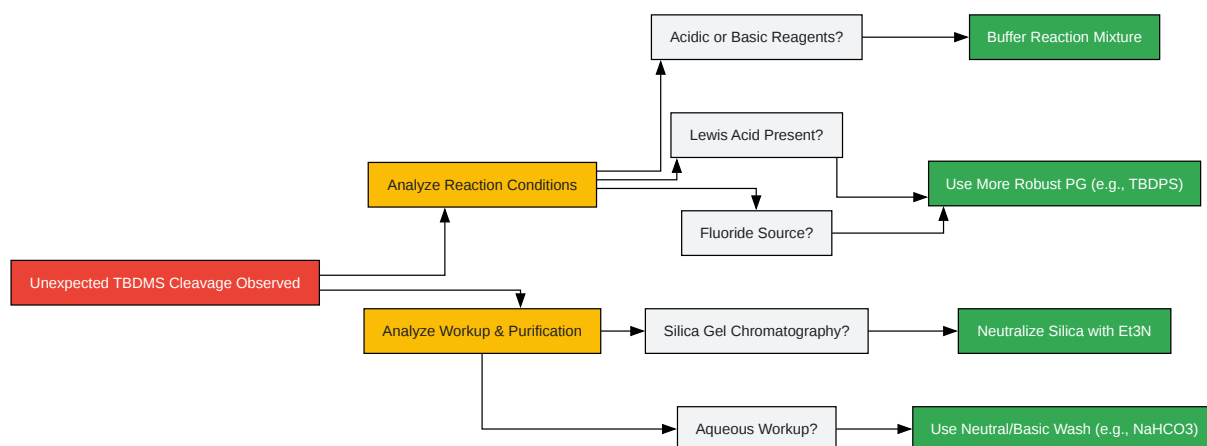 Acidic or Basic Reagents?
Buffer Reaction Mixture
Lewis Acid Present?
Analyze Reaction Conditions
Use More Robust PG (e.g., TBDPS)
Fluoride Source?
Unexpected TBDMS Cleavage Observed
Analyze Workup & Purification
Silica Gel Chromatography?
Neutralize Silica with Et3N
Aqueous Workup?
Use Neutral/Basic Wash (e.g., NaHCO3)